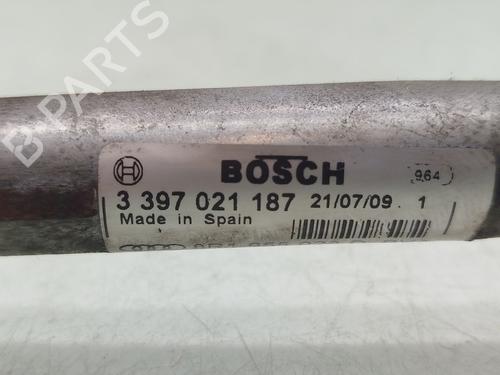 B-PARTS
BOSCH 964
3 397 021 187 21/07/09 . 1
Made in Spain